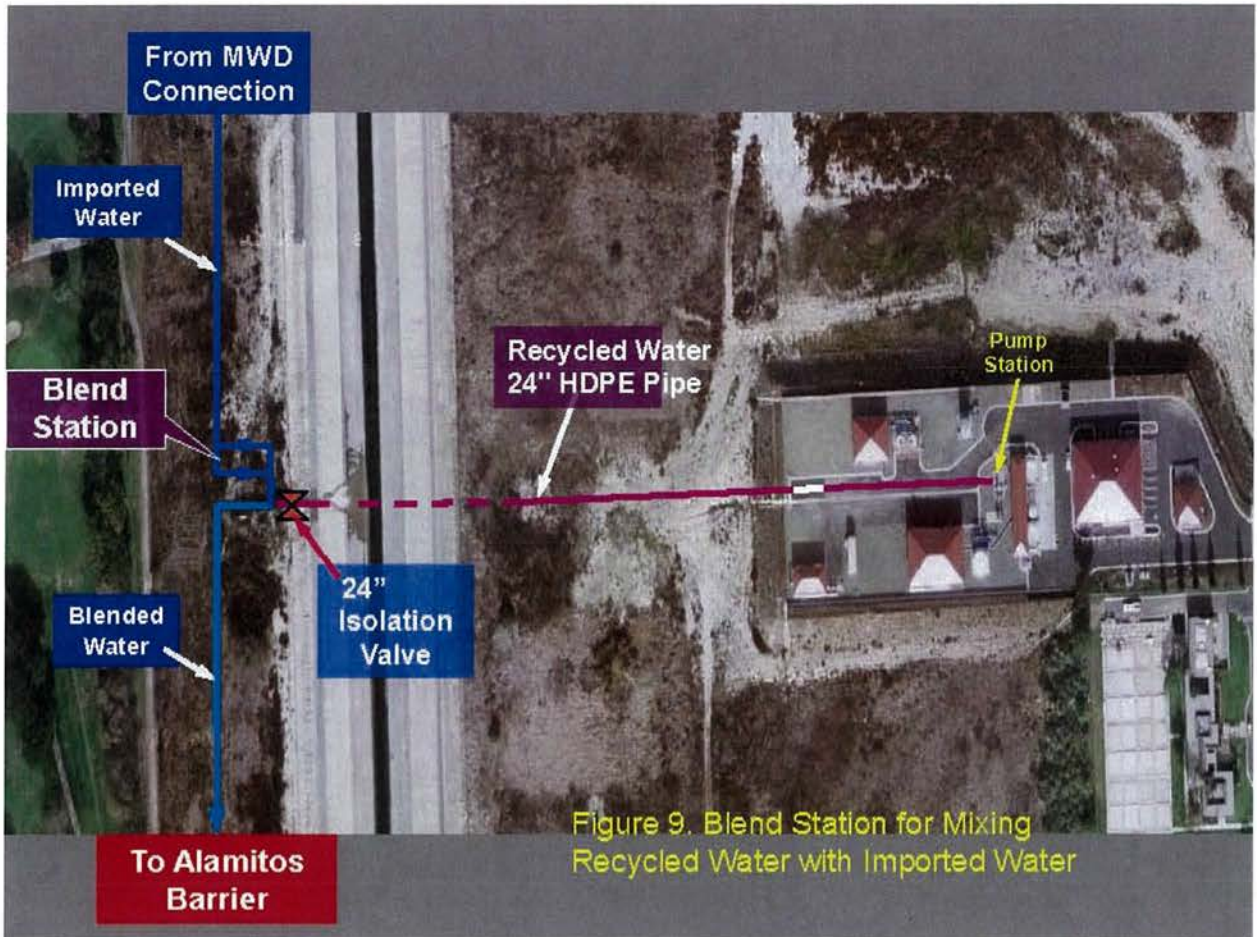 From MWD
Connection
Imported
Water
Blend
Station
Recycled Water
24" HDPE Pipe
Pump
Station
24”
Isolation
Valve
Blended
Water
To Alamitos
Barrier
Figure 9. Blend Station for Mixing
Recycled Water with Imported Water